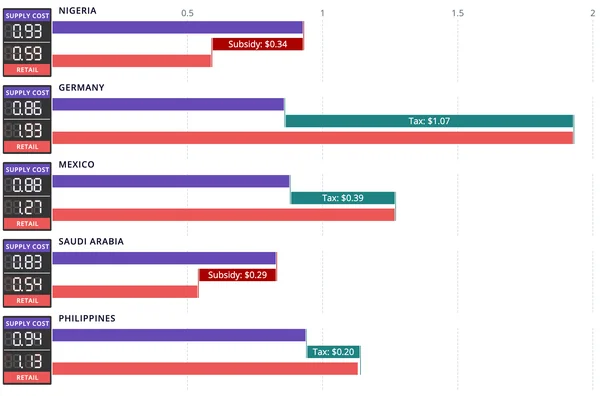 0.5 1 1.5 2
NIGERIA
SUPPLY COST
0.93
0.59
RETAIL
Subsidy: $0.34
GERMANY
SUPPLY COST
0.86
1.93
RETAIL
Tax: $1.07
MEXICO
SUPPLY COST
0.88
1.27
RETAIL
Tax: $0.39
SAUDI ARABIA
SUPPLY COST
0.83
0.54
RETAIL
Subsidy: $0.29
PHILIPPINES
SUPPLY COST
0.94
1.13
RETAIL
Tax: $0.20